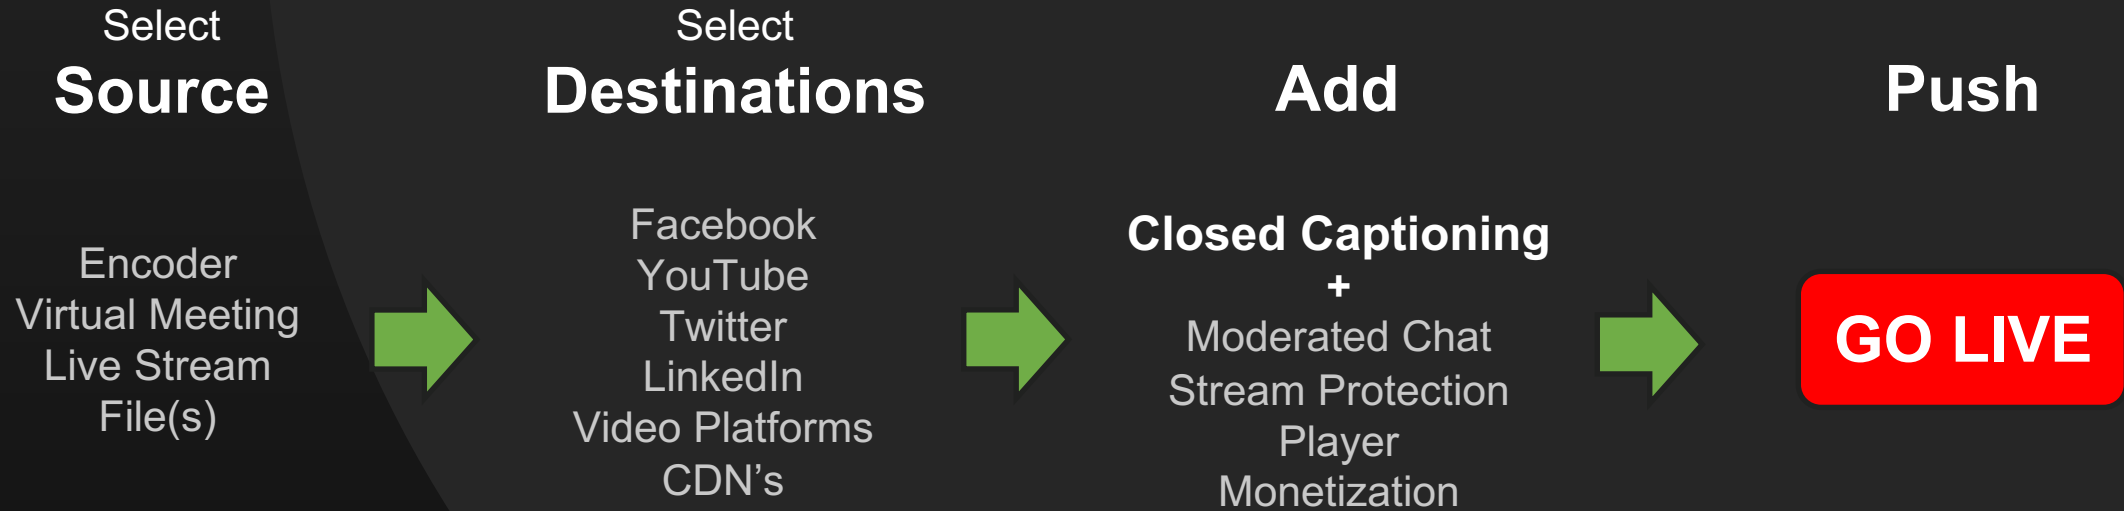 Select
Source
Encoder
Virtual Meeting
Live Stream
File(s)
Select
Destinations
Facebook
YouTube
Twitter
LinkedIn
Video Platforms
CDN's
Add
Closed Captioning
+
Moderated Chat
Stream Protection
Player
Monetization
Push
GO LIVE